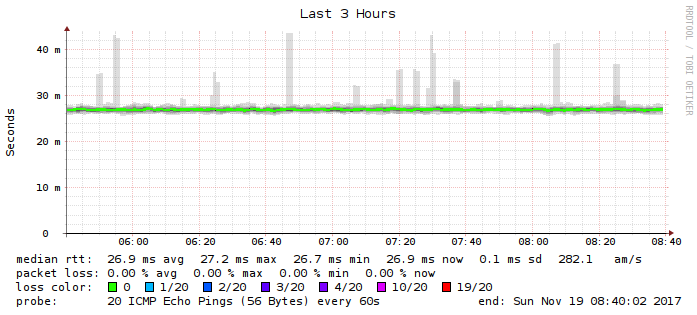 Last 3 Hours
RRDTOOL / TOBI OETIKER
Seconds
40 m
30 m
20 m
10 m
0
06:00 06:20 06:40 07:00 07:20 07:40 08:00 08:20 08:40
median rtt: 26.9 ms avg 27.2 ms max 26.7 ms min 26.9 ms now 0.1 ms sd 282.1 am/s
packet loss: 0.00 % avg 0.00 % max 0.00 % min 0.00 % now
loss color: 0 1/20 2/20 3/20 4/20 10/20 19/20
probe: 20 ICMP Echo Pings (56 Bytes) every 60s end: Sun Nov 19 08:40:02 2017